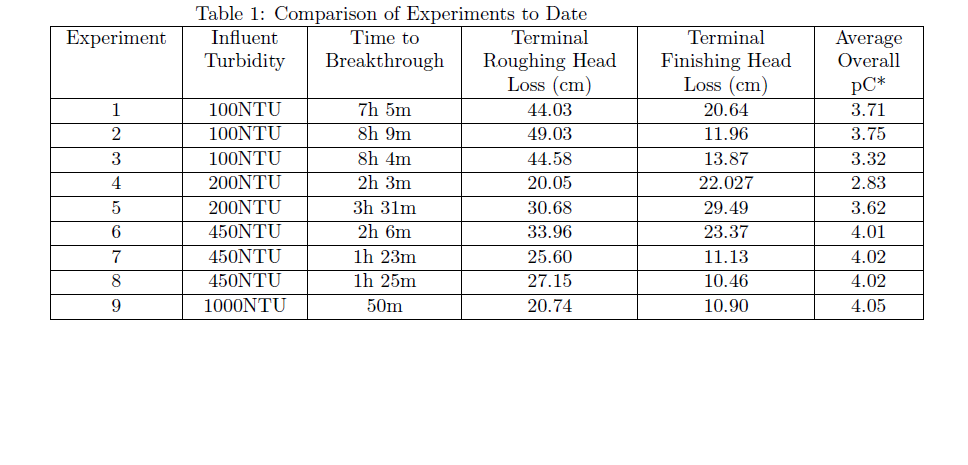 Table 1: Comparison of Experiments to Date
Experiment Influent Time to Terminal Terminal Average
Turbidity Breakthrough Roughing Head Finishing Head Overall
Loss (cm) Loss (cm) pC*
1 100NTU 7h 5m 44.03 20.64 3.71
2 100NTU 8h 9m 49.03 11.96 3.75
3 100NTU 8h 4m 44.58 13.87 3.32
4 200NTU 2h 3m 20.05 22.027 2.83
5 200NTU 3h 31m 30.68 29.49 3.62
6 450NTU 2h 6m 33.96 23.37 4.01
7 450NTU 1h 23m 25.60 11.13 4.02
8 450NTU 1h 25m 27.15 10.46 4.02
9 1000NTU 50m 20.74 10.90 4.05